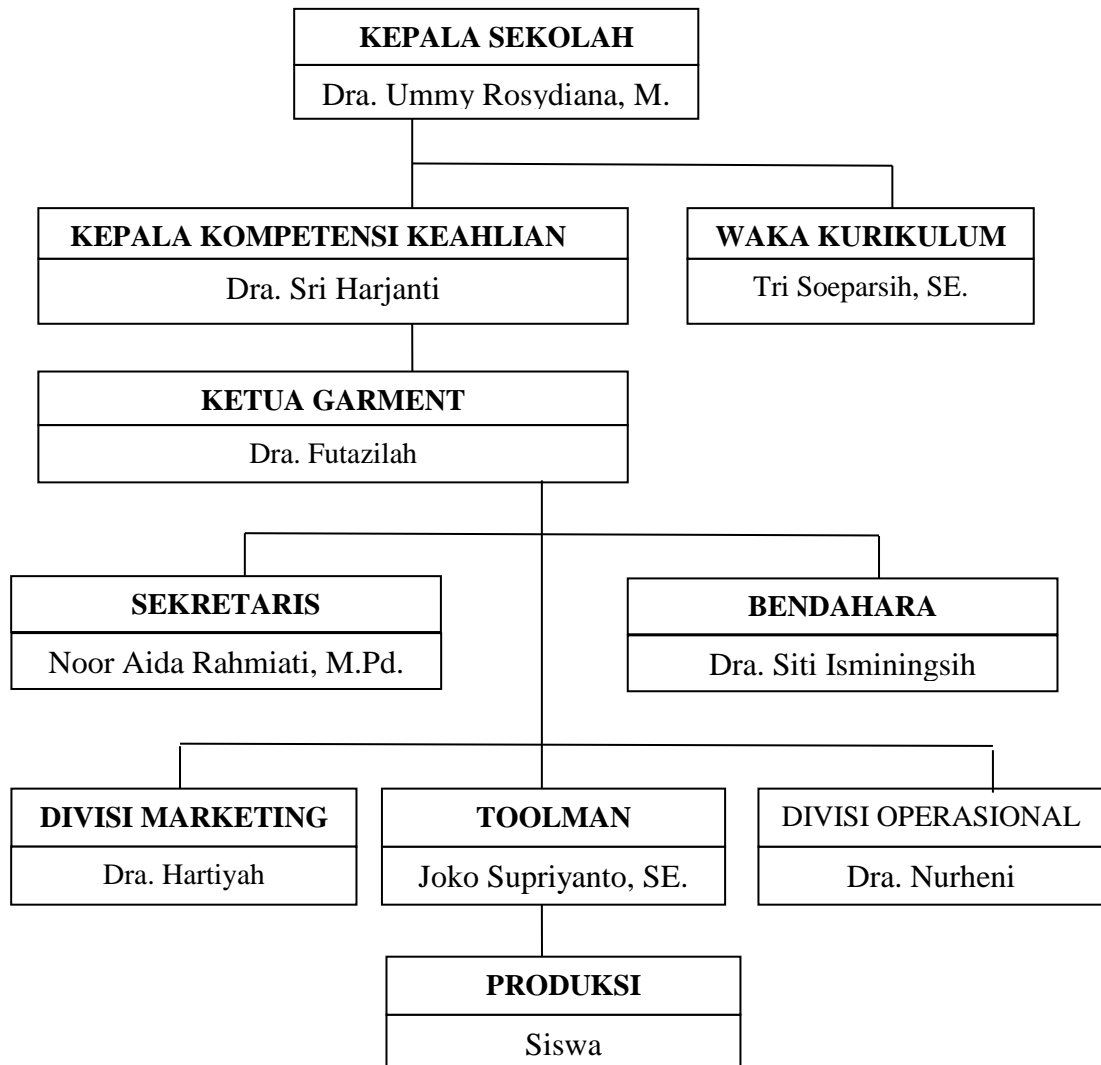 KEPALA SEKOLAH
Dra. Ummy Rosydiana, M.
KEPALA KOMPETENSI KEAHLIAN
Dra. Sri Harjanti
WAKA KURIKULUM
Tri Soeparsih, SE.
KETUA GARMENT
Dra. Futazilah
SEKRETARIS
Noor Aida Rahmiati, M.Pd.
BENDAHARA
Dra. Siti Isminingsih
DIVISI MARKETING
Dra. Hartiyah
TOOLMAN
Joko Supriyanto, SE.
DIVISI OPERASIONAL
Dra. Nurheni
PRODUKSI
Siswa